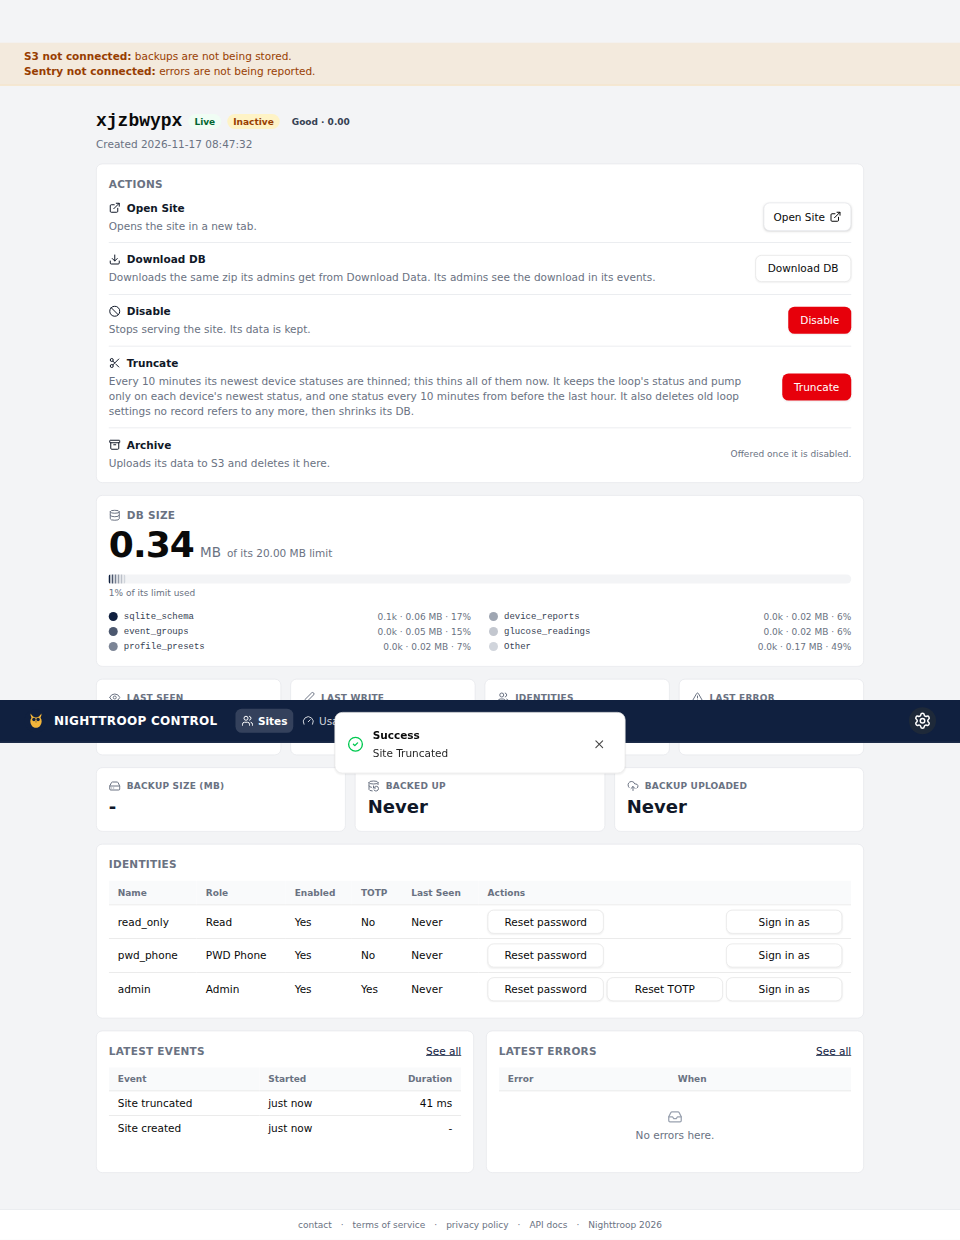 S3 not connected: backups are not being stored.
Sentry not connected: errors are not being reported.
xjzbwypx Live Inactive Good · 0.00
Created 2026-11-17 08:47:32
ACTIONS
Open Site
Opens the site in a new tab.
Open Site
Download DB
Downloads the same zip its admins get from Download Data. Its admins see the download in its events.
Download DB
Disable
Stops serving the site. Its data is kept.
Disable
Truncate
Every 10 minutes its newest device statuses are thinned; this thins all of them now. It keeps the loop's status and pump
only on each device's newest status, and one status every 10 minutes from before the last hour. It also deletes old loop
settings no record refers to any more, then shrinks its DB.
Truncate
Archive
Uploads its data to S3 and deletes it here.
Offered once it is disabled.
DB SIZE
0.34 MB of its 20.00 MB limit
1% of its limit used
sqlite_schema 0.1k · 0.06 MB · 17%
device_reports 0.0k · 0.02 MB · 6%
event_groups 0.0k · 0.05 MB · 15%
glucose_readings 0.0k · 0.02 MB · 6%
profile_presets 0.0k · 0.02 MB · 7%
Other 0.0k · 0.17 MB · 49%
LAST SEEN LAST WRITE IDENTITIES LAST ERROR
NIGHTTROOP CONTROL Sites
Success
Site Truncated
BACKUP SIZE (MB)
-
BACKED UP
Never
BACKUP UPLOADED
Never
IDENTITIES
Name Role Enabled TOTP Last Seen Actions
read_only Read Yes No Never Reset password Sign in as
pwd_phone PWD Phone Yes No Never Reset password Sign in as
admin Admin Yes Yes Never Reset password Reset TOTP Sign in as
LATEST EVENTS See all
Event Started Duration
Site truncated just now 41 ms
Site created just now -
LATEST ERRORS See all
Error When
No errors here.
contact · terms of service · privacy policy · API docs · Nighttroop 2026